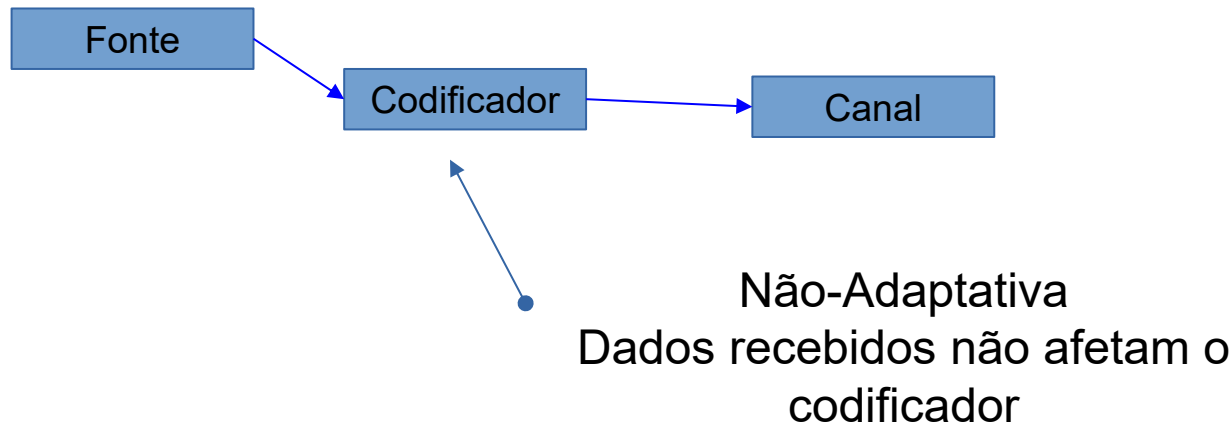 Fonte
Codificador
Canal
Não-Adaptativa
Dados recebidos não afetam o
codificador